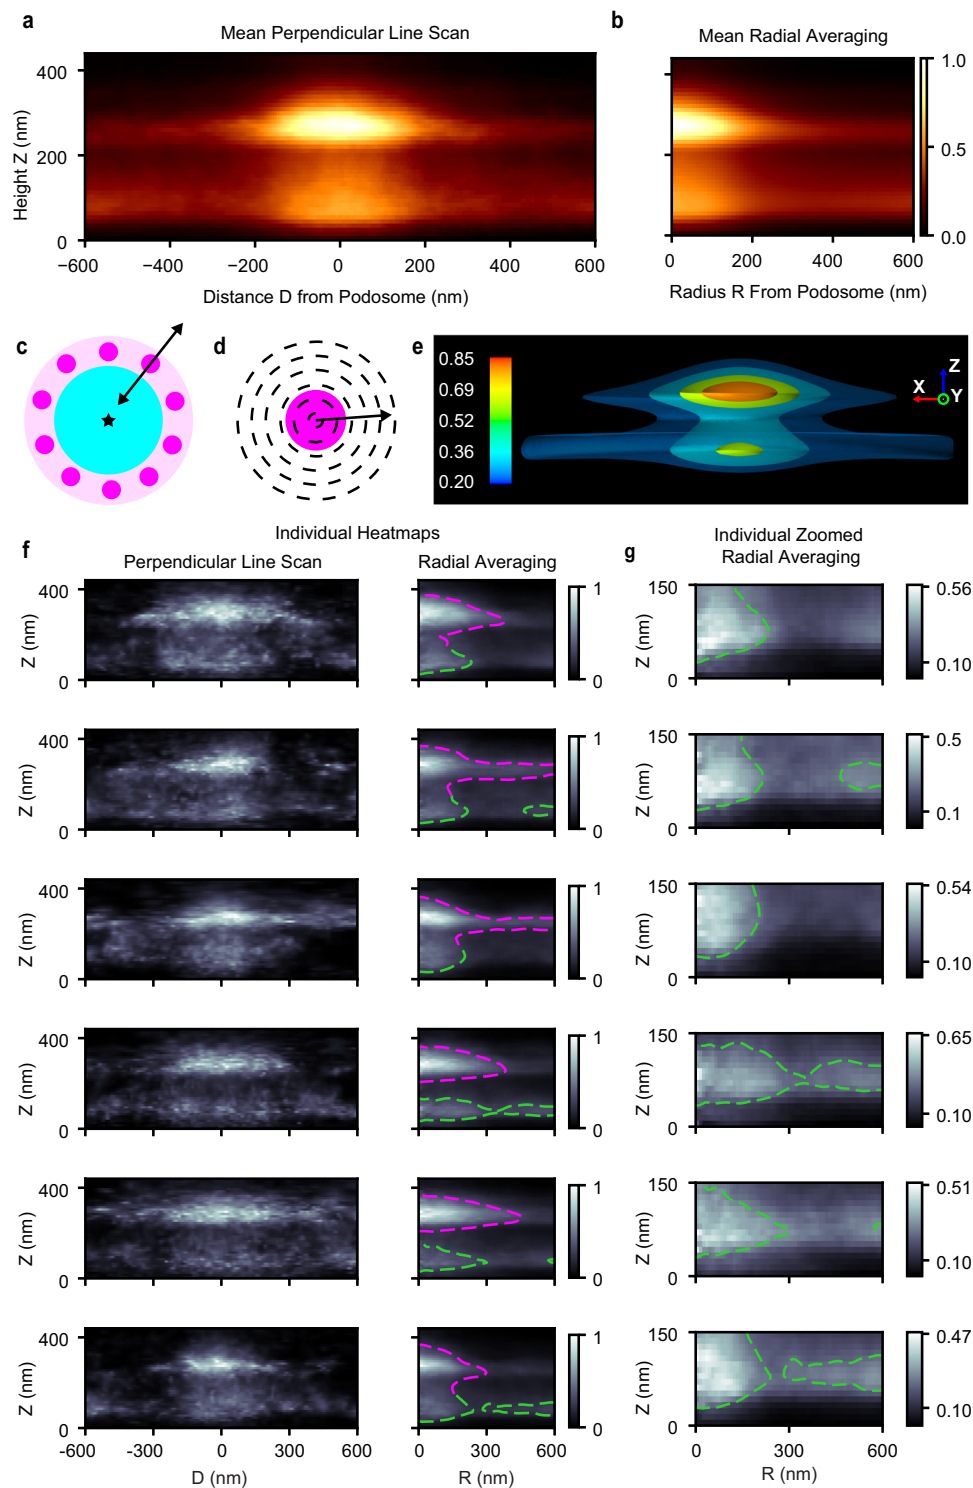 a
Mean Perpendicular Line Scan
b
Mean Radial Averaging
Height Z (nm)
400
200
0
−600
−400
−200
0
200
400
600
Distance D from Podosome (nm)
0
200
400
600
Radius R From Podosome (nm)
1.0
0.5
0.0
c
d
e
0.85
0.69
0.52
0.36
0.20
Z
X
Y
Individual Heatmaps
f
Perpendicular Line Scan
Radial Averaging
g
Individual Zoomed
Radial Averaging
Z (nm)
400
0
1
0
Z (nm)
150
0
0.56
0.10
Z (nm)
400
0
1
0
Z (nm)
150
0
0.5
0.1
Z (nm)
400
0
1
0
Z (nm)
150
0
0.54
0.10
Z (nm)
400
0
1
0
Z (nm)
150
0
0.65
0.10
Z (nm)
400
0
1
0
Z (nm)
150
0
0.51
0.10
Z (nm)
400
0
1
0
Z (nm)
150
0
0.47
0.10
-600
-300
0
300
600
D (nm)
0
300
600
R (nm)
0
300
600
R (nm)